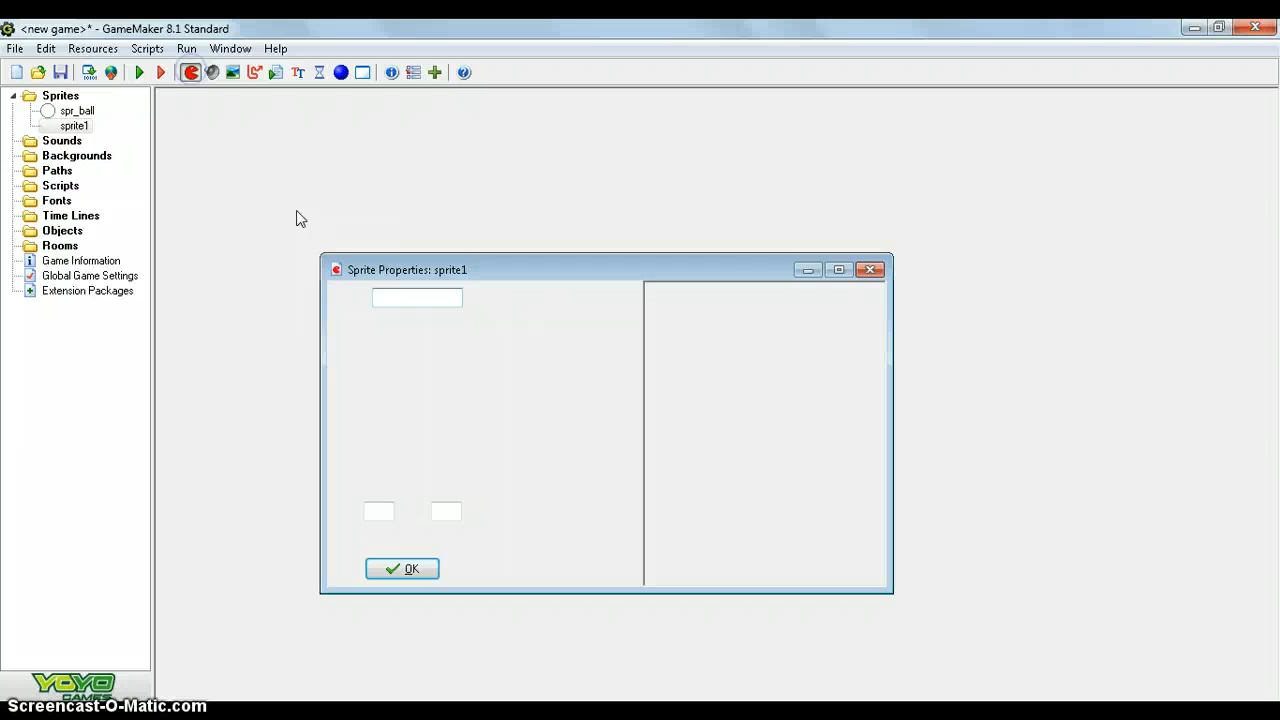 <new game>* - GameMaker 8.1 Standard
File Edit Resources Scripts Run Window Help
Sprites
spr_ball
sprite1
Sounds
Backgrounds
Paths
Scripts
Fonts
Time Lines
Objects
Rooms
Game Information
Global Game Settings
Extension Packages
Sprite Properties: sprite1
OK
YOYO
GAMES
Screencast-O-Matic.com